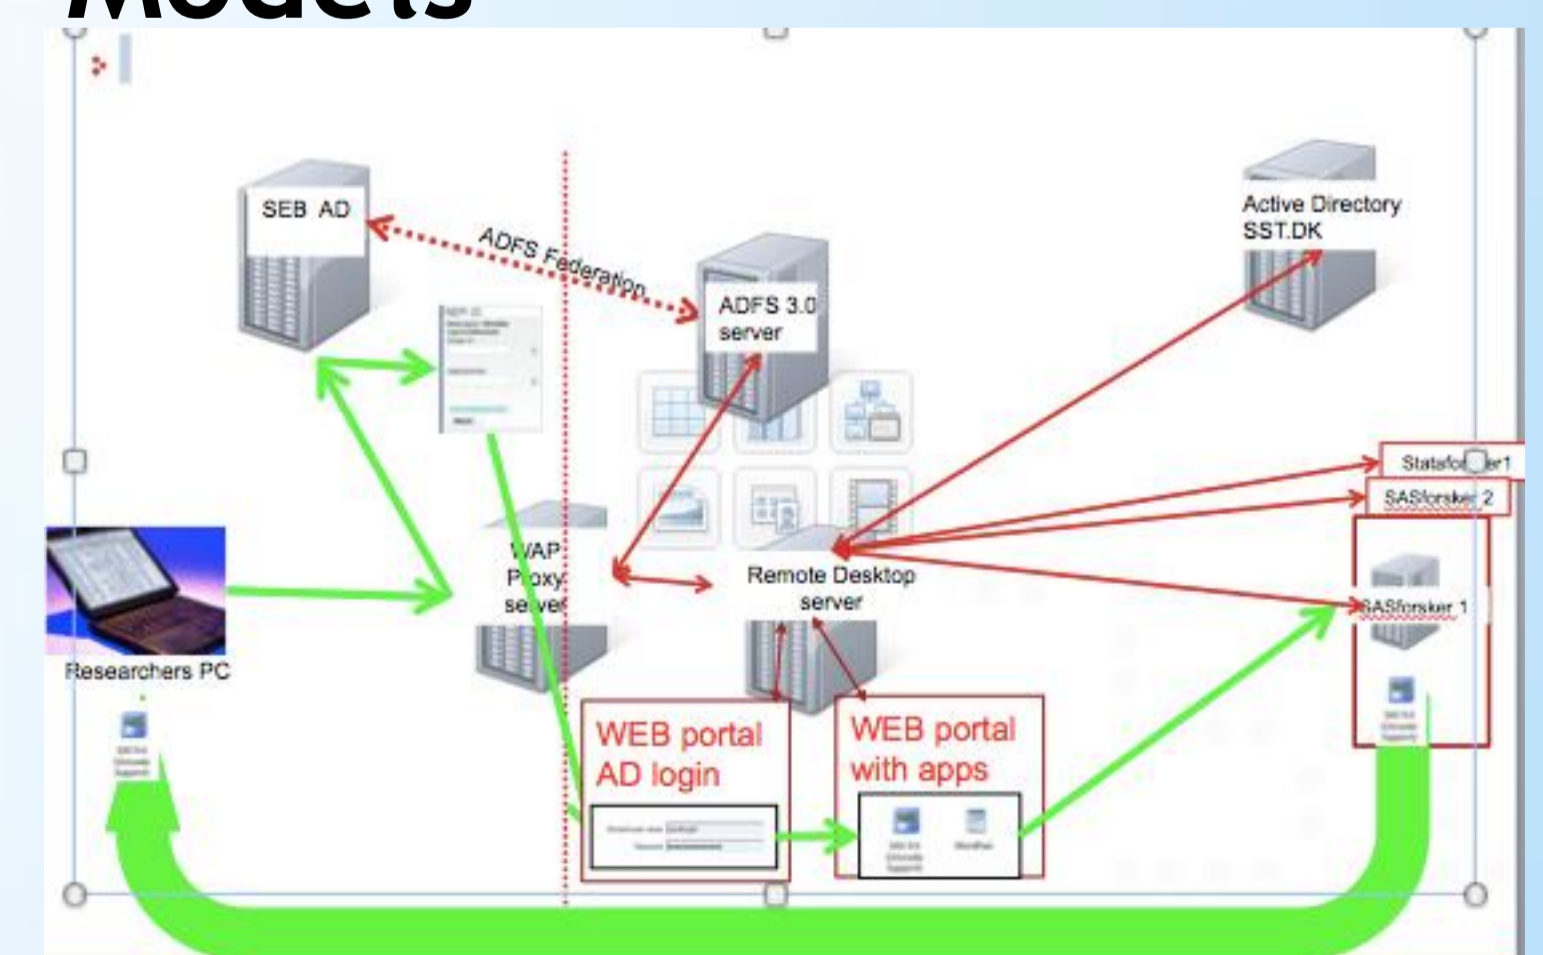 Models
SEB AD
ADFS Federation
ADFS 3.0
server
Active Directory
SST.DK
SASforsker 2
WAP
Proxy
server
Remote Desktop
server
SASforsker 1
Researchers PC
WEB portal
AD login
WEB portal
with apps